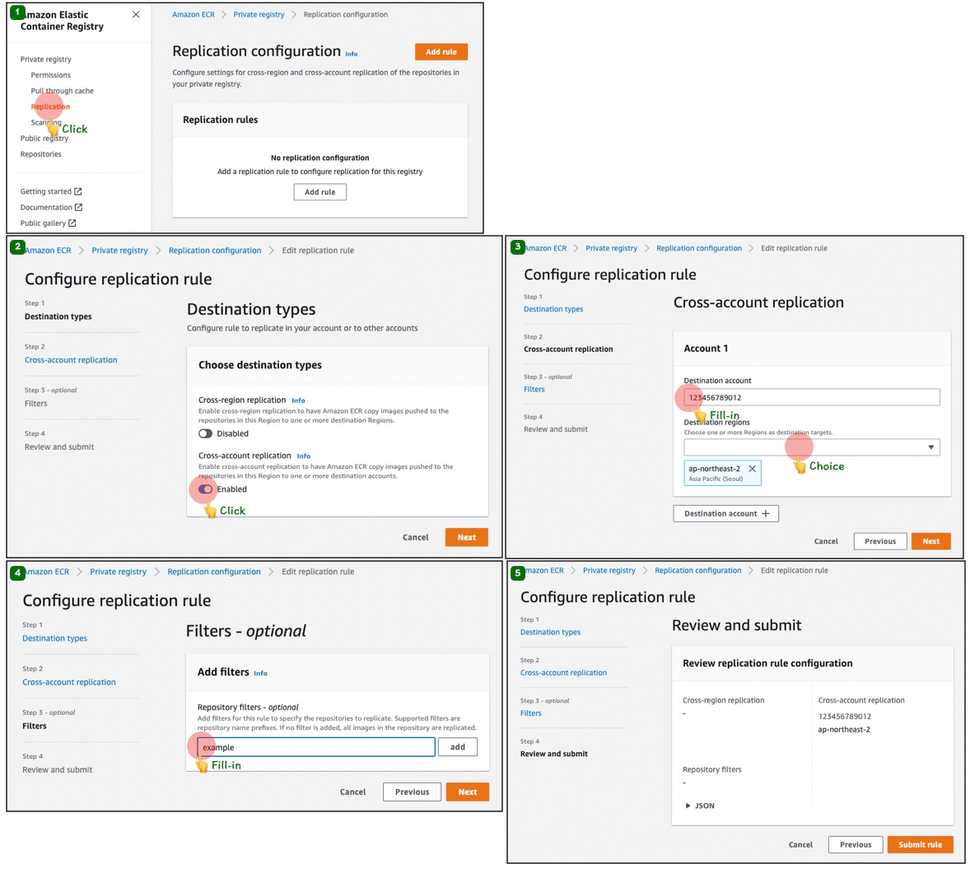 1
Amazon Elastic
Container Registry
Private registry
Permissions
Pull through cache
Replication
Scanning
Click
Public registry
Repositories
Getting started
Documentation
Public gallery
Amazon ECR > Private registry > Replication configuration
Replication configuration Info
Add rule
Configure settings for cross-region and cross-account replication of the repositories in
your private registry.
Replication rules
No replication configuration
Add a replication rule to configure replication for this registry
Add rule
2
Amazon ECR > Private registry > Replication configuration > Edit replication rule
Configure replication rule
Step 1
Destination types
Step 2
Cross-account replication
Step 3 - optional
Filters
Step 4
Review and submit
Destination types
Configure rule to replicate in your account or to other accounts
Choose destination types
Cross-region replication Info
Enable cross-region replication to have Amazon ECR copy images pushed to the
repositories in this Region to one or more destination Regions.
Disabled
Cross-account replication Info
Enable cross-account replication to have Amazon ECR copy images pushed to the
repositories in this Region to one or more destination accounts.
Enabled
Click
Cancel
Next
3
Amazon ECR > Private registry > Replication configuration > Edit replication rule
Configure replication rule
Step 1
Destination types
Step 2
Cross-account replication
Step 3 - optional
Filters
Step 4
Review and submit
Cross-account replication
Account 1
Destination account
123456789012
Fill-in
Destination regions
Choose one or more Regions as destination targets.
Choice
ap-northeast-2
Asia Pacific (Seoul)
Destination account +
Cancel
Previous
Next
4
Amazon ECR > Private registry > Replication configuration > Edit replication rule
Configure replication rule
Step 1
Destination types
Step 2
Cross-account replication
Step 3 - optional
Filters
Step 4
Review and submit
Filters - optional
Add filters Info
Repository filters - optional
Add filters for this rule to specify the repositories to replicate. Supported filters are
repository name prefixes. If no filter is added, all images in the repository are replicated.
example
add
Fill-in
Cancel
Previous
Next
5
Amazon ECR > Private registry > Replication configuration > Edit replication rule
Configure replication rule
Step 1
Destination types
Step 2
Cross-account replication
Step 3 - optional
Filters
Step 4
Review and submit
Review and submit
Review replication rule configuration
Cross-region replication
-
Cross-account replication
123456789012
ap-northeast-2
Repository filters
-
JSON
Cancel
Previous
Submit rule